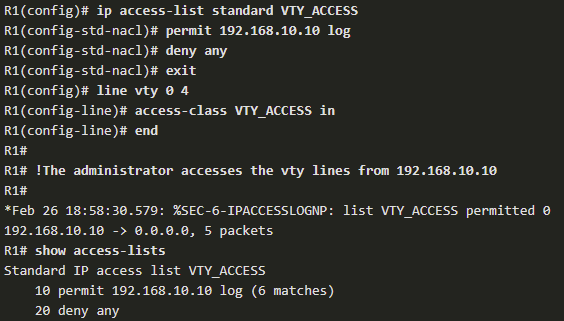 R1(config)# ip access-list standard VTY_ACCESS
R1(config-std-nacl)# permit 192.168.10.10 log
R1(config-std-nacl)# deny any
R1(config-std-nacl)# exit
R1(config)# line vty 0 4
R1(config-line)# access-class VTY_ACCESS in
R1(config-line)# end
R1#
R1# !The administrator accesses the vty lines from 192.168.10.10
R1#
*Feb 26 18:58:30.579: %SEC-6-IPACCESSLOGNP: list VTY_ACCESS permitted 0
192.168.10.10 -> 0.0.0.0, 5 packets
R1# show access-lists
Standard IP access list VTY_ACCESS
    10 permit 192.168.10.10 log (6 matches)
    20 deny any